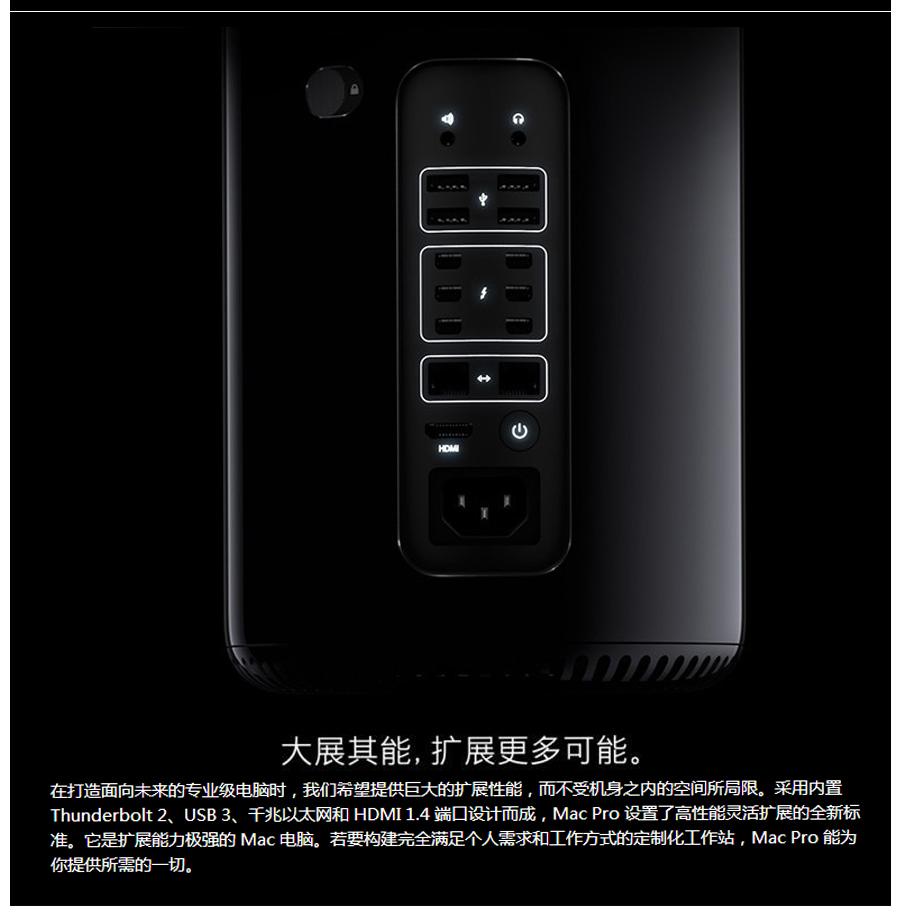 HDMI
大展其能, 扩展更多可能。
在打造面向未来的专业级电脑时，我们希望提供巨大的扩展性能，而不受机身之内的空间所局限。采用内置
Thunderbolt 2、USB 3、千兆以太网和 HDMI 1.4 端口设计而成，Mac Pro 设置了高性能灵活扩展的全新标
准。它是扩展能力极强的 Mac 电脑。若要构建完全满足个人需求和工作方式的定制化工作站，Mac Pro 能为
你提供所需的一切。